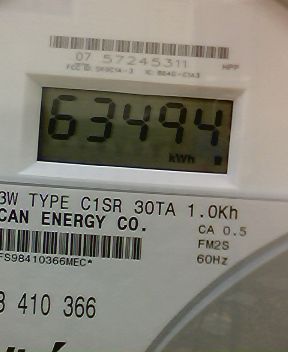 07 57245311
HPP
63494
kWh
3W TYPE C1SR 30TA 1.0Kh
CAN ENERGY CO.
CA 0.5
FM2S
60Hz
FS98410366MEC*
3 410 366